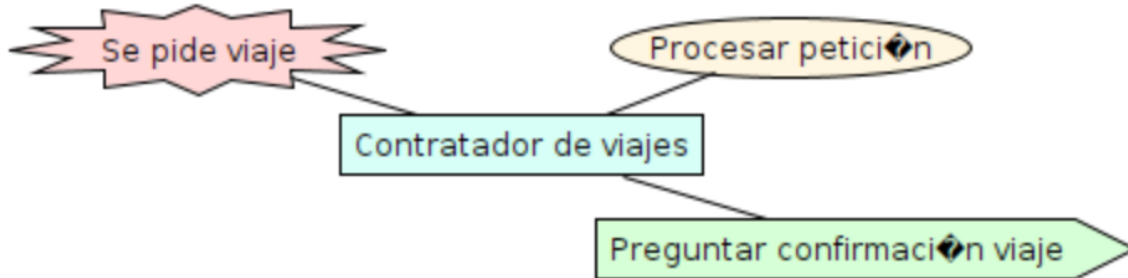 Se pide viaje
Procesar petici�n
Contratador de viajes
Preguntar confirmaci�n viaje